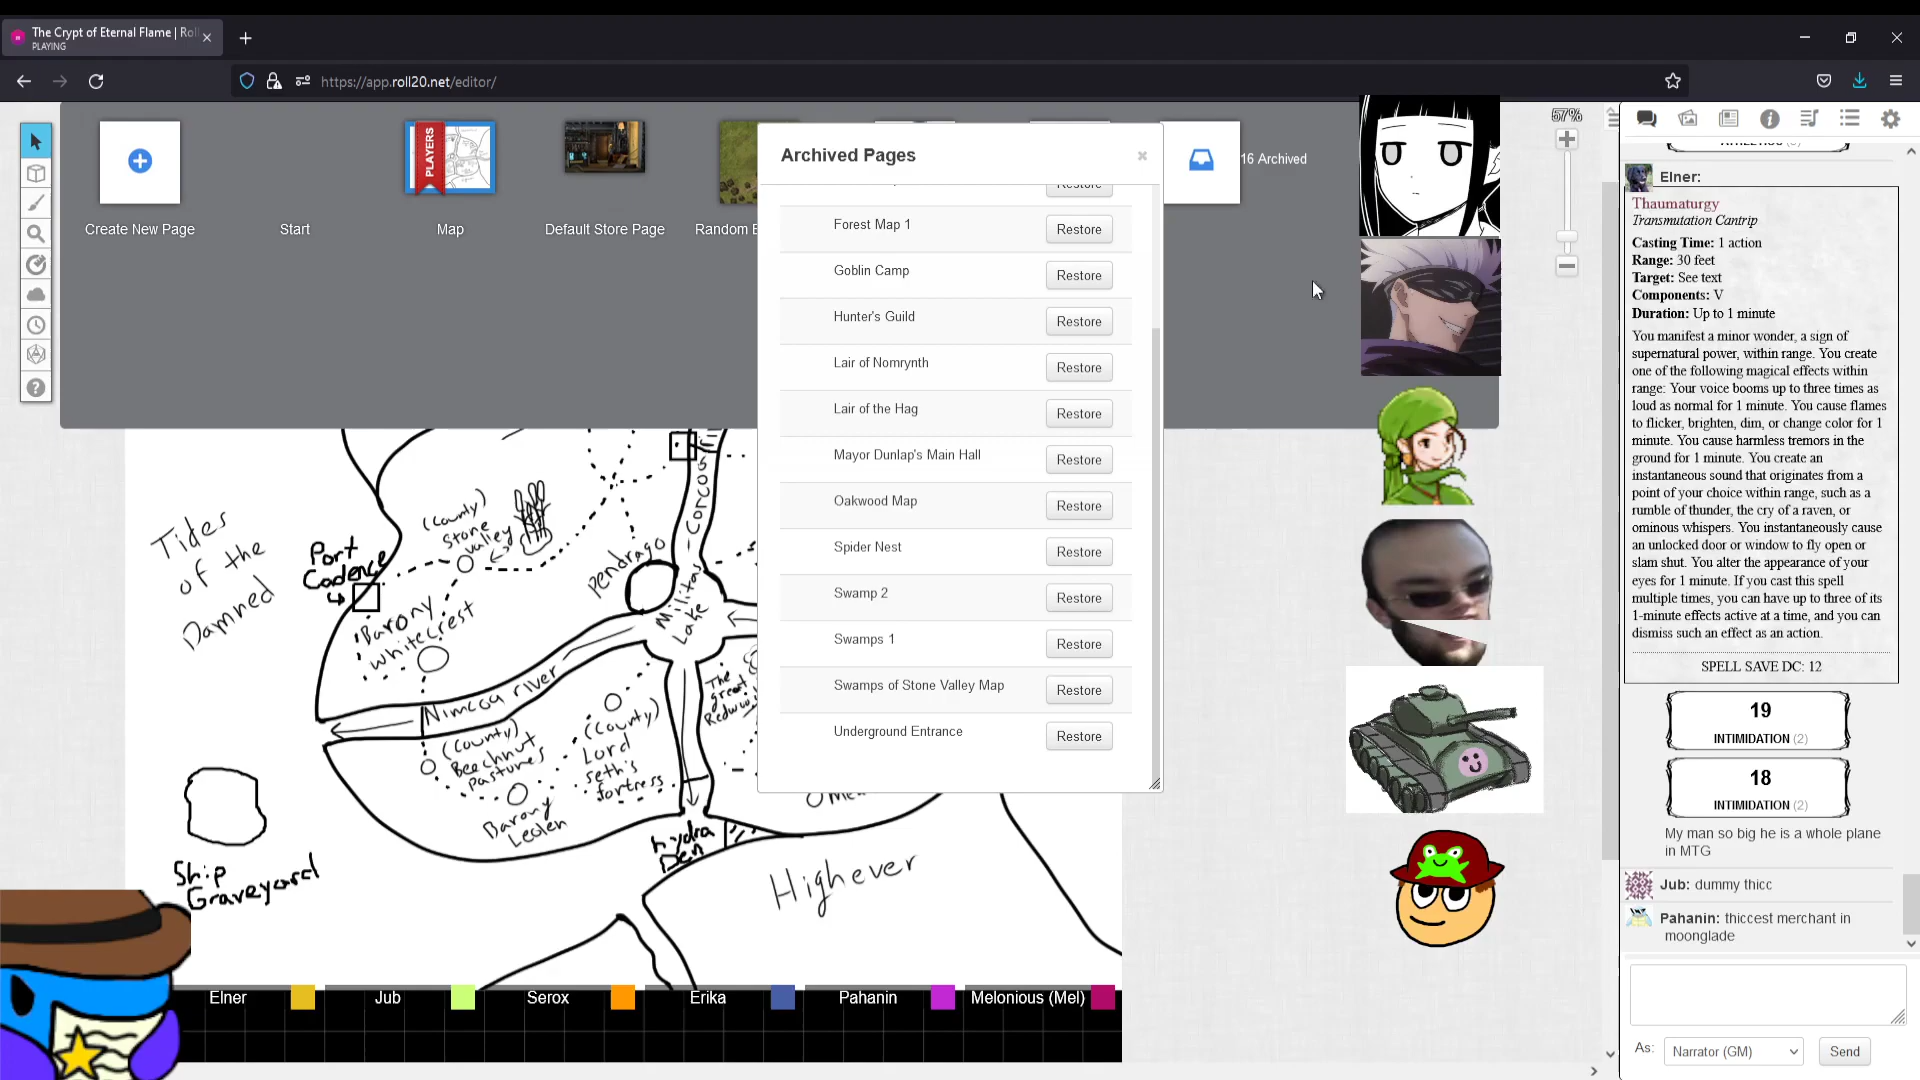 The Crypt of Eternal Flame | Roll
PLAYING
https://app.roll20.net/editor/
PLAYERS
Create New Page
Start
Map
Default Store Page
Random E
16 Archived
57%
Archived Pages
Restore
Forest Map 1
Restore
Goblin Camp
Restore
Hunter's Guild
Restore
Lair of Nomrynth
Restore
Lair of the Hag
Restore
Mayor Dunlap's Main Hall
Restore
Oakwood Map
Restore
Spider Nest
Restore
Swamp 2
Restore
Swamps 1
Restore
Swamps of Stone Valley Map
Restore
Underground Entrance
Restore
Tides
of the
Damned
Port
Cadence
(County)
Stone
Valley
Pendrago
Militas
Lake
Barony
Whitecrest
Nimcoa river
(County)
Beechnut
Pastures
(County)
Lord
Seth's
fortress
Barony
Leolen
The
great
Redwo
Hydra
Den
Highever
Ship
Graveyard
Elner
Jub
Serox
Erika
Pahanin
Melonious (Mel)
Elner:
Thaumaturgy
Transmutation Cantrip
Casting Time: 1 action
Range: 30 feet
Target: See text
Components: V
Duration: Up to 1 minute
You manifest a minor wonder, a sign of
supernatural power, within range. You create
one of the following magical effects within
range: Your voice booms up to three times as
loud as normal for 1 minute. You cause flames
to flicker, brighten, dim, or change color for 1
minute. You cause harmless tremors in the
ground for 1 minute. You create an
instantaneous sound that originates from a
point of your choice within range, such as a
rumble of thunder, the cry of a raven, or
ominous whispers. You instantaneously cause
an unlocked door or window to fly open or
slam shut. You alter the appearance of your
eyes for 1 minute. If you cast this spell
multiple times, you can have up to three of its
1-minute effects active at a time, and you can
dismiss such an effect as an action.
SPELL SAVE DC: 12
19
INTIMIDATION (2)
18
INTIMIDATION (2)
My man so big he is a whole plane
in MTG
Jub: dummy thicc
Pahanin: thiccest merchant in
moonglade
As:
Narrator (GM)
Send